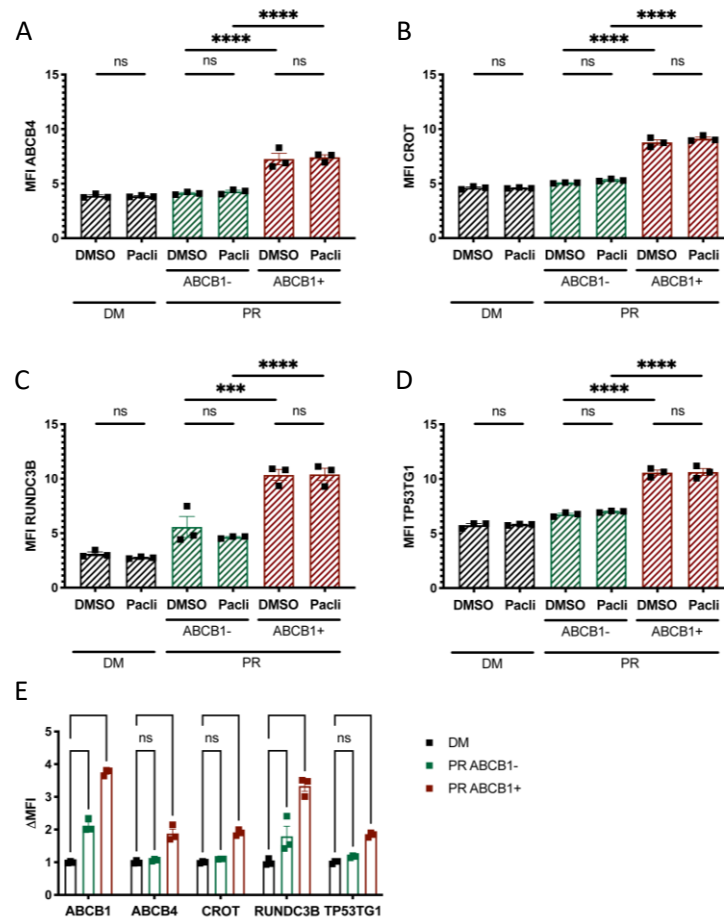 A
B
**** ****
**** ****
ns ns ns
ns ns ns
15
10
5
0
MFI ABCB4
DMSO Pacli DMSO Pacli DMSO Pacli
ABCB1- ABCB1+
DM PR
15
10
5
0
MFI CROT
DMSO Pacli DMSO Pacli DMSO Pacli
ABCB1- ABCB1+
DM PR
C
D
**** ****
*** ****
ns ns ns
ns ns ns
15
10
5
0
MFI RUNDC3B
DMSO Pacli DMSO Pacli DMSO Pacli
ABCB1- ABCB1+
DM PR
15
10
5
0
MFI TP53TG1
DMSO Pacli DMSO Pacli DMSO Pacli
ABCB1- ABCB1+
DM PR
E
ns ns ns
5
4
3
2
1
0
ΔMFI
ABCB1 ABCB4 CROT RUNDC3B TP53TG1
DM
PR ABCB1-
PR ABCB1+